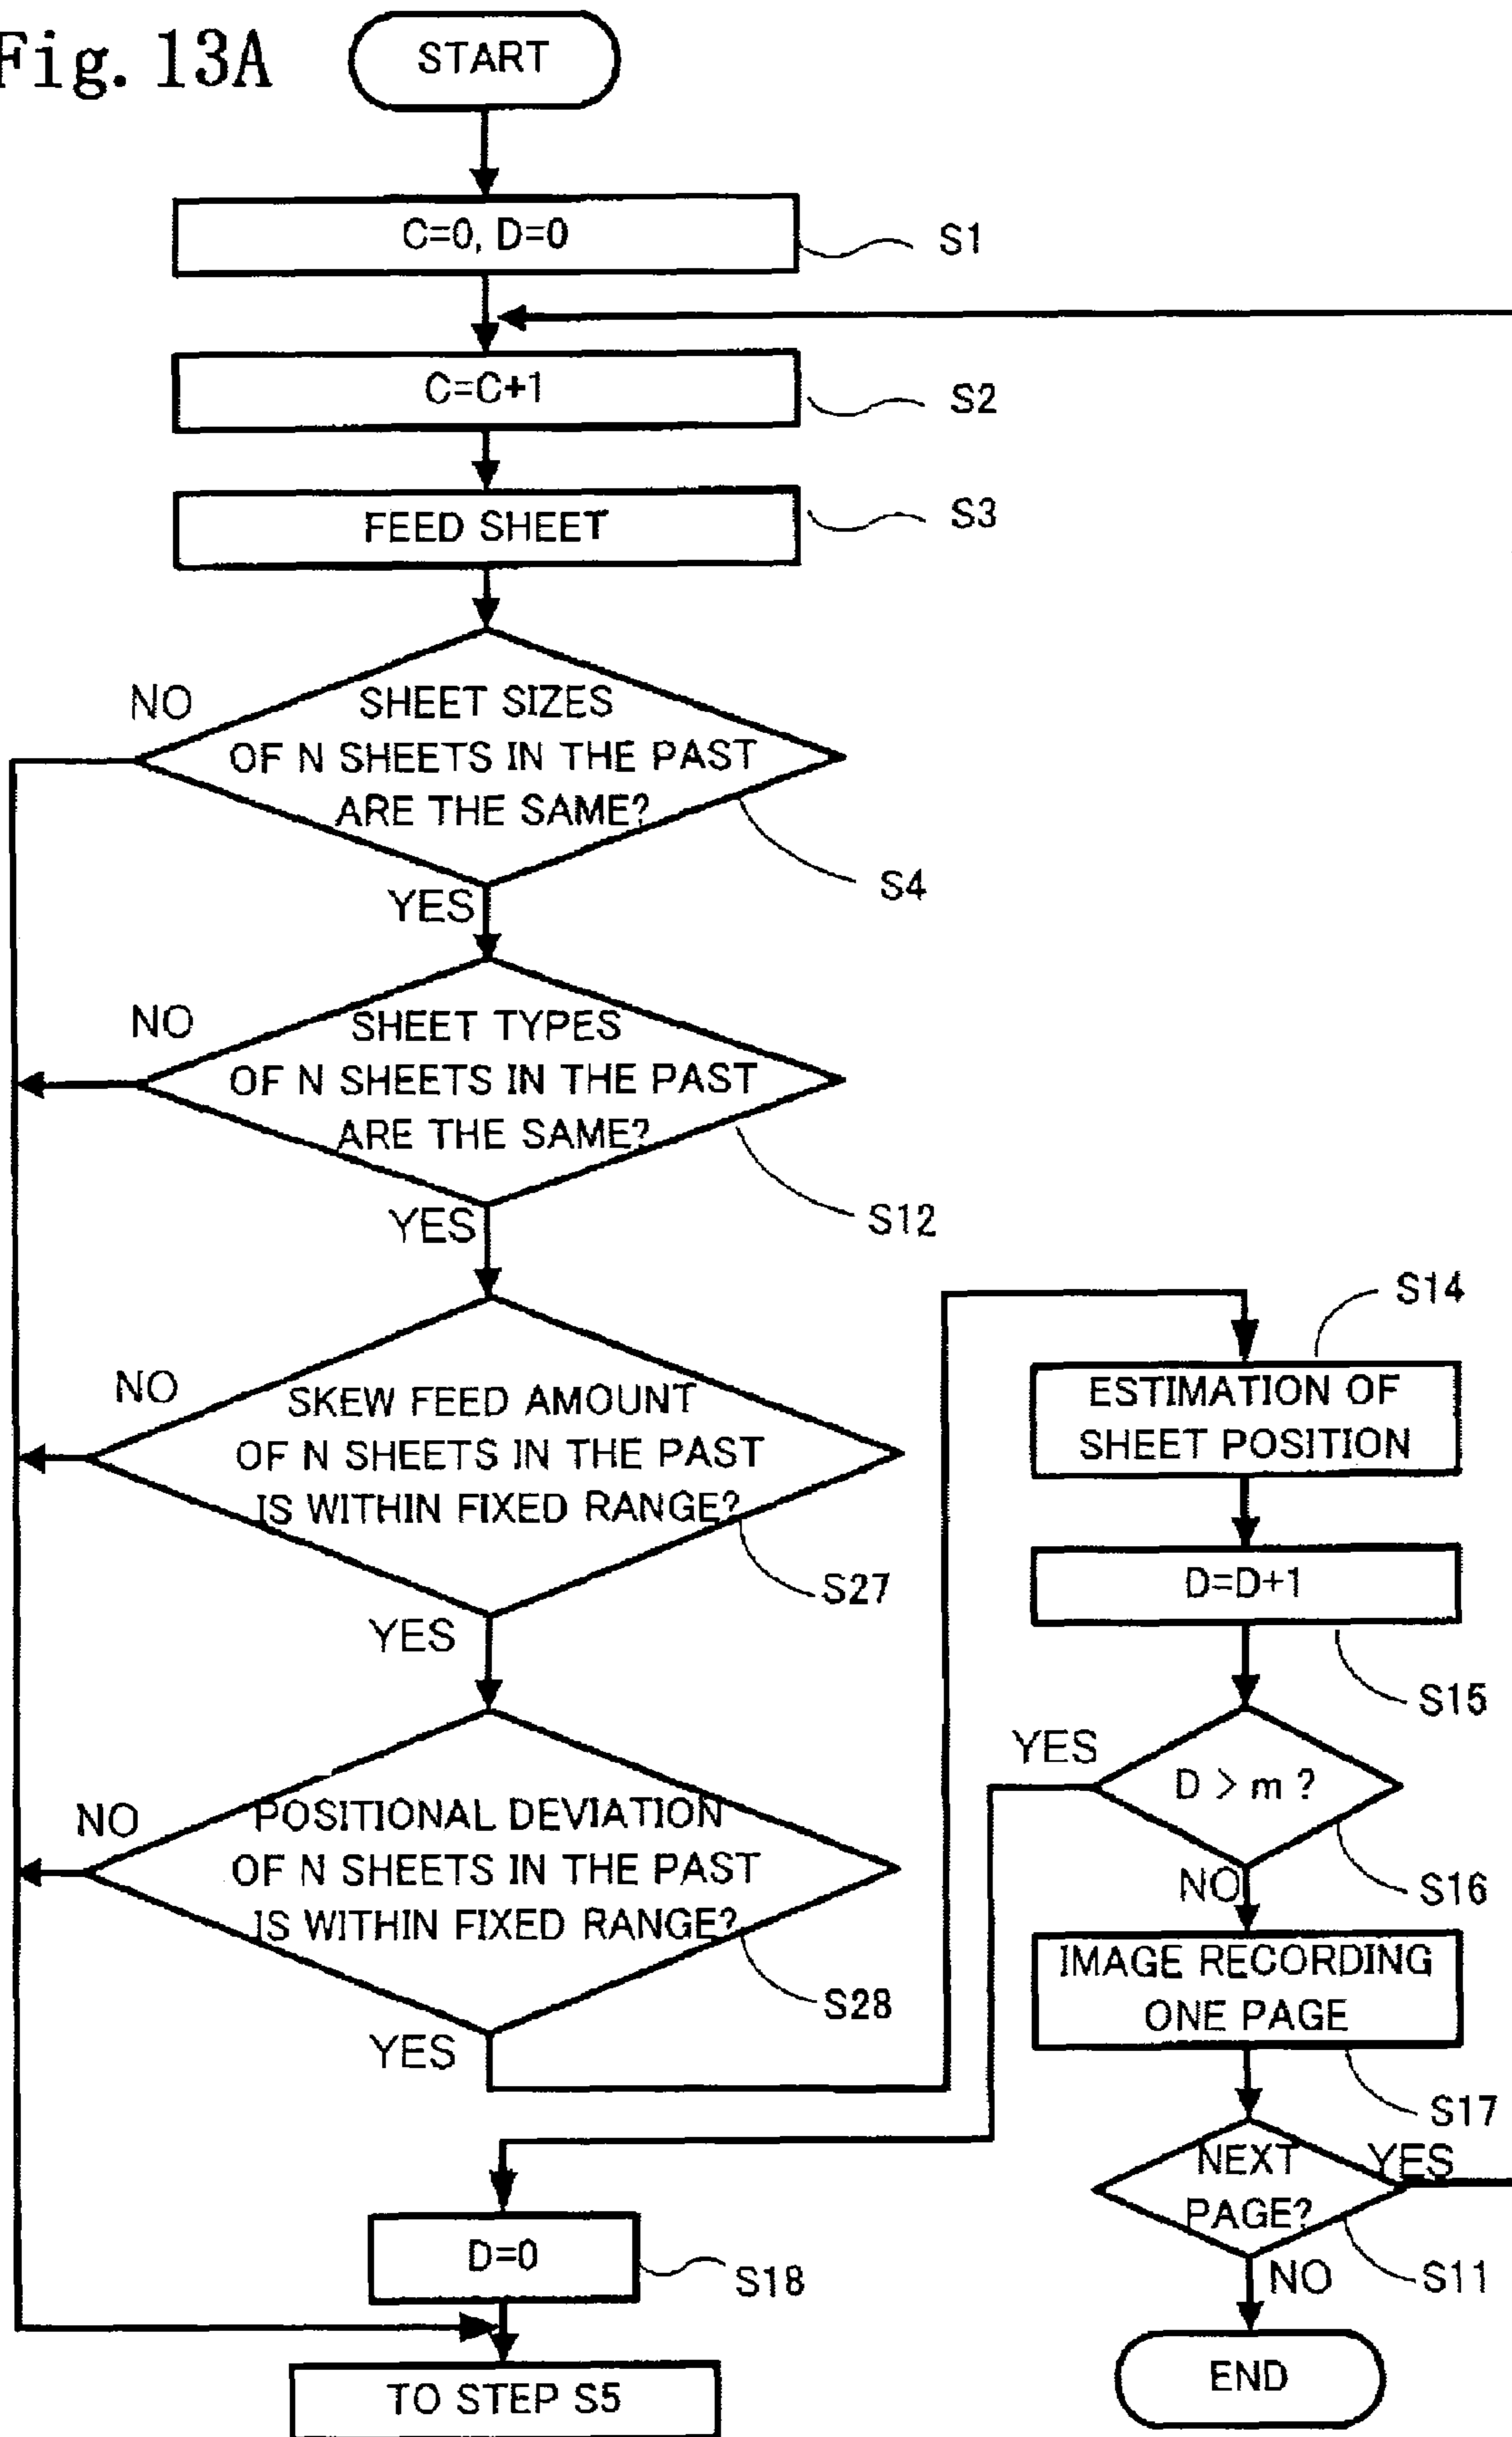 Fig. 13A
START
C=0, D=0
S1
C=C+1
S2
FEED SHEET
S3
NO
SHEET SIZES
OF N SHEETS IN THE PAST
ARE THE SAME?
S4
YES
NO
SHEET TYPES
OF N SHEETS IN THE PAST
ARE THE SAME?
S12
YES
NO
SKEW FEED AMOUNT
OF N SHEETS IN THE PAST
IS WITHIN FIXED RANGE?
S27
YES
NO
POSITIONAL DEVIATION
OF N SHEETS IN THE PAST
IS WITHIN FIXED RANGE?
S28
YES
S14
ESTIMATION OF
SHEET POSITION
D=D+1
S15
YES
D > m ?
S16
NO
IMAGE RECORDING
ONE PAGE
S17
NEXT
PAGE?
YES
S11
NO
END
D=0
S18
TO STEP S5